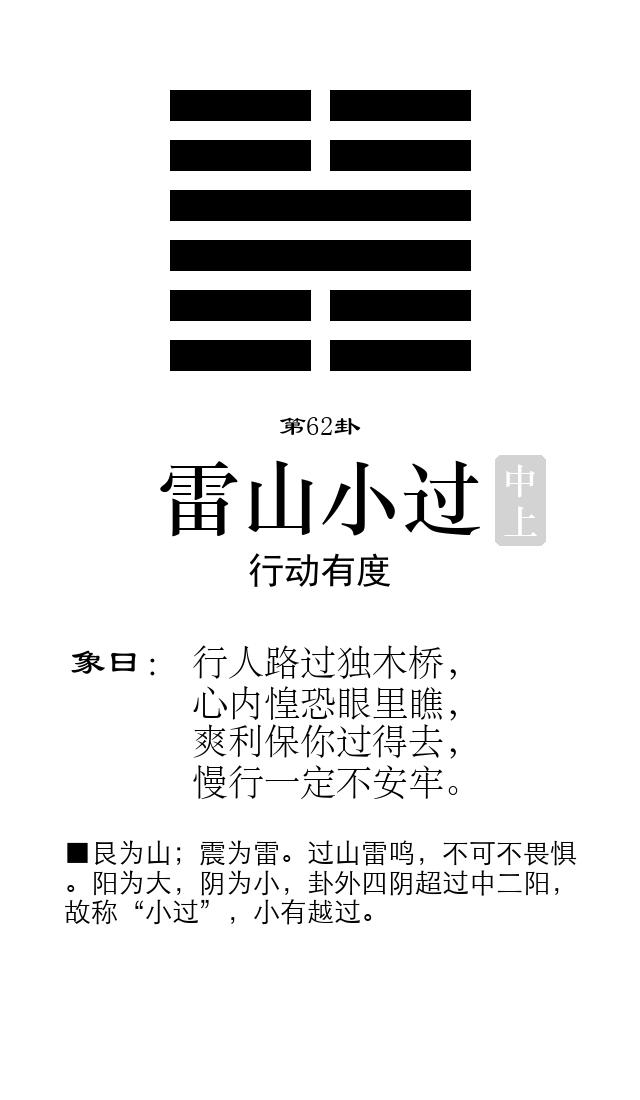 第62卦
雷山小过
中上
行动有度
象曰：行人路过独木桥，
心内惶恐眼里瞧，
爽利保你过得去，
慢行一定不安牢。
■艮为山；震为雷。过山雷鸣，不可不畏惧
。阳为大，阴为小，卦外四阴超过中二阳，
故称“小过”，小有越过。